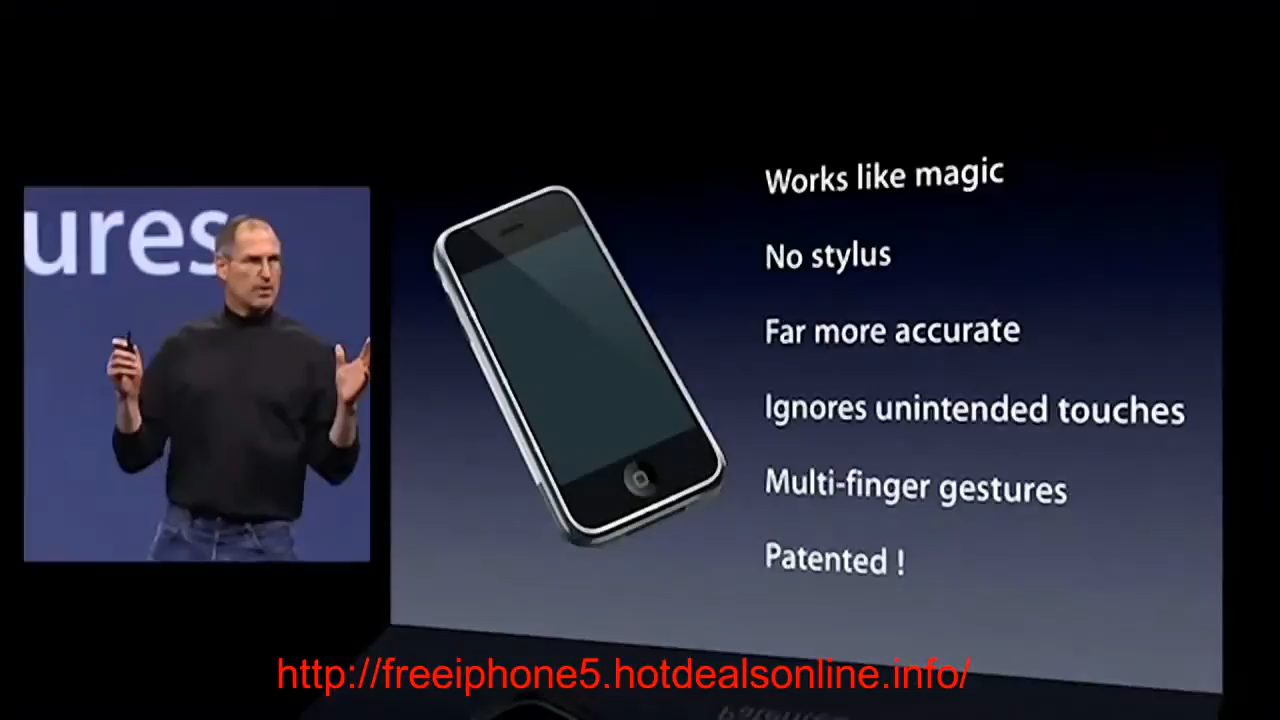 ures
Works like magic
No stylus
Far more accurate
Ignores unintended touches
Multi-finger gestures
Patented !
http://freeiphone5.hotdealsonline.info/